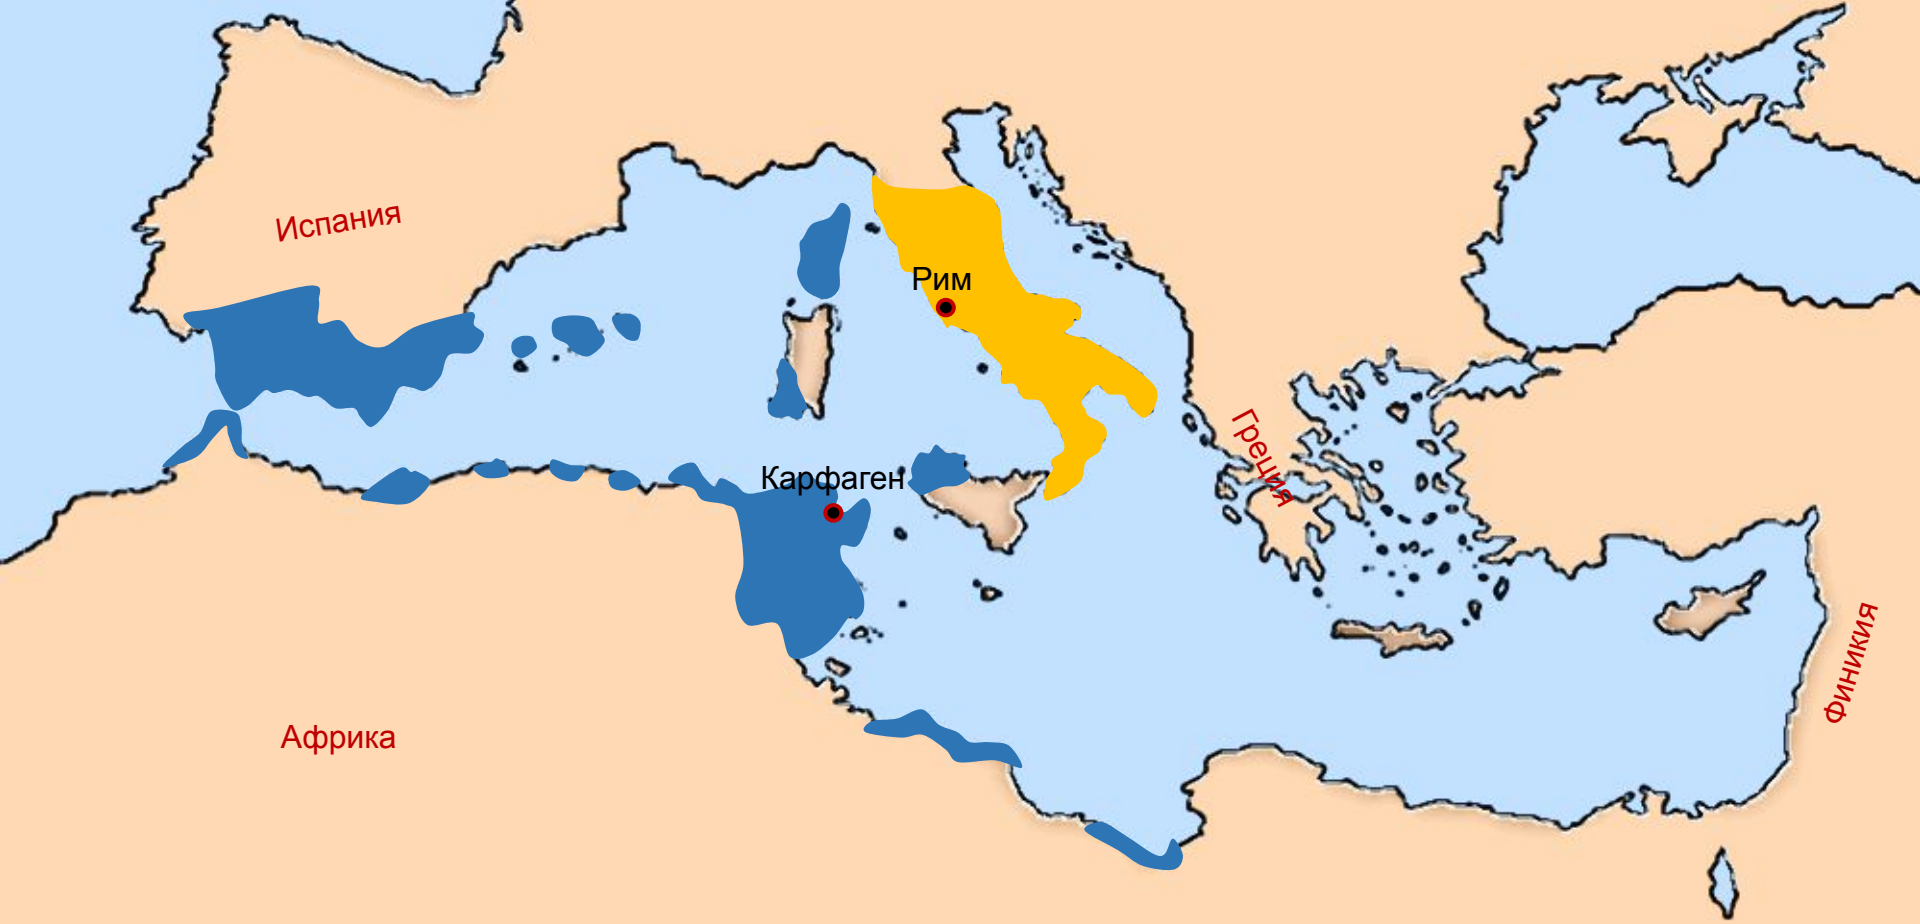 Испания
Рим
Греция
Карфаген
Финикия
Африка